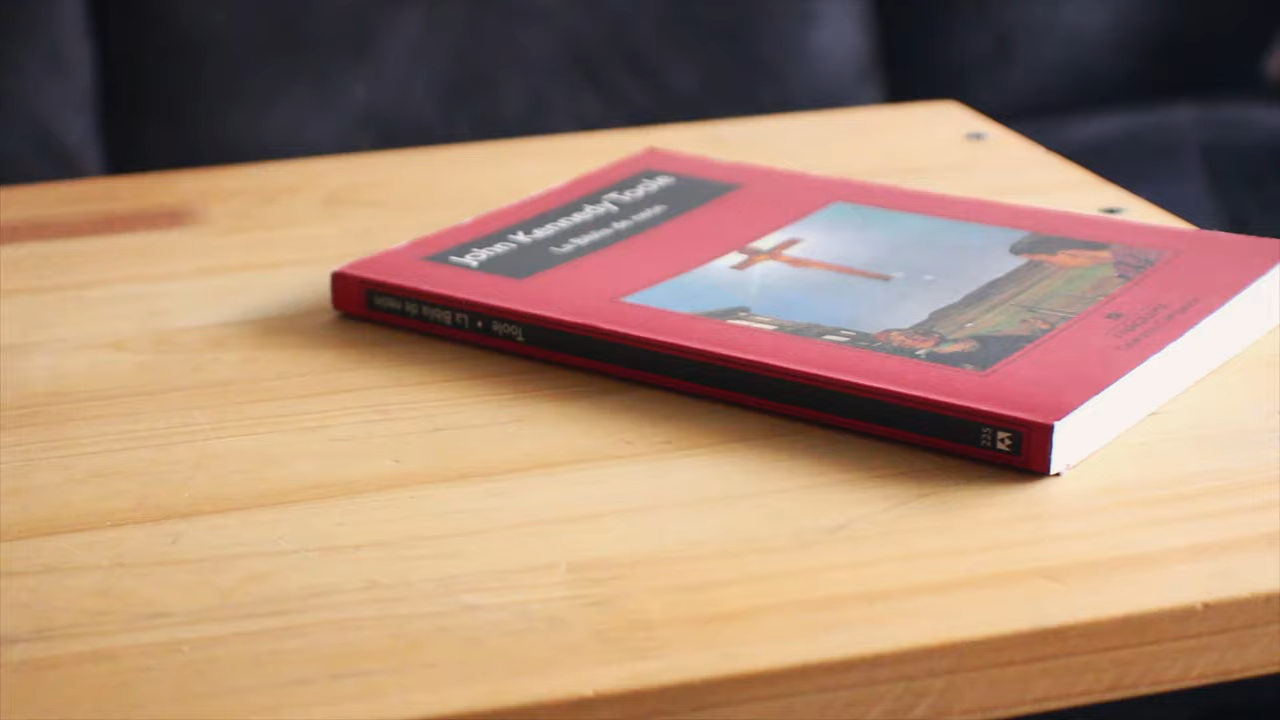 John Kennedy Toole
La Biblia de neón
Toole • La Biblia de neón
225